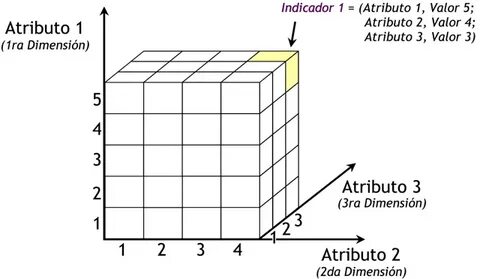 Indicador 1 = (Atributo 1, Valor 5;
Atributo 2, Valor 4;
Atributo 3, Valor 3)
Atributo 1
(1ra Dimensión)
5
4
3
2
1
1 2 3 4
1 2 3
Atributo 3
(3ra Dimensión)
Atributo 2
(2da Dimensión)